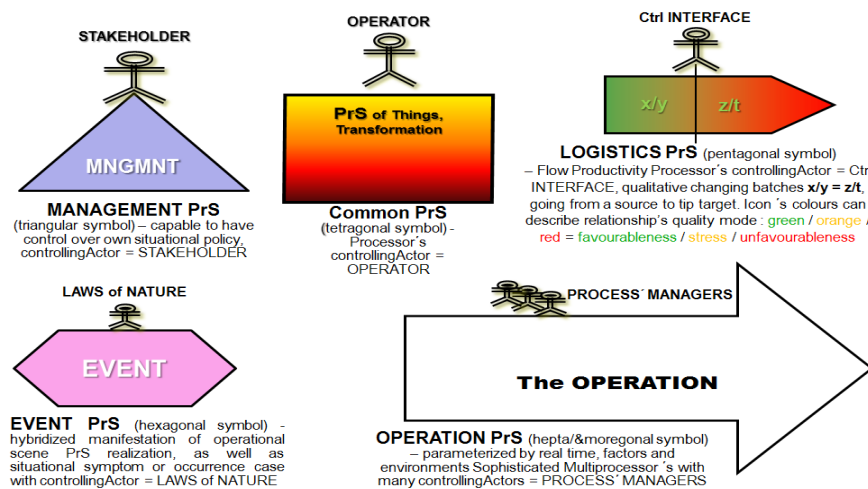 STAKEHOLDER
MNGMNT
MANAGEMENT PrS
(triangular symbol) – capable to have
control over own situational policy,
controllingActor = STAKEHOLDER
OPERATOR
PrS of Things,
Transformation
Common PrS
(tetragonal symbol) -
Processor´s
controllingActor =
OPERATOR
Ctrl INTERFACE
x/y z/t
LOGISTICS PrS (pentagonal symbol)
– Flow Productivity Processor´s controllingActor = Ctrl
INTERFACE, qualitative changing batches x/y = z/t,
going from a source to tip target. Icon ´s colours can
describe relationship's quality mode : green / orange /
red = favourableness / stress / unfavourableness
LAWS of NATURE
EVENT
EVENT PrS (hexagonal symbol) -
hybridized manifestation of operational
scene PrS realization, as well as
situational symptom or occurrence case
with controllingActor = LAWS of NATURE
PROCESS´ MANAGERS
The OPERATION
OPERATION PrS (hepta/&moregonal symbol)
– parameterized by real time, factors and
environments Sophisticated Multiprocessor ´s with
many controllingActors = PROCESS´ MANAGERS